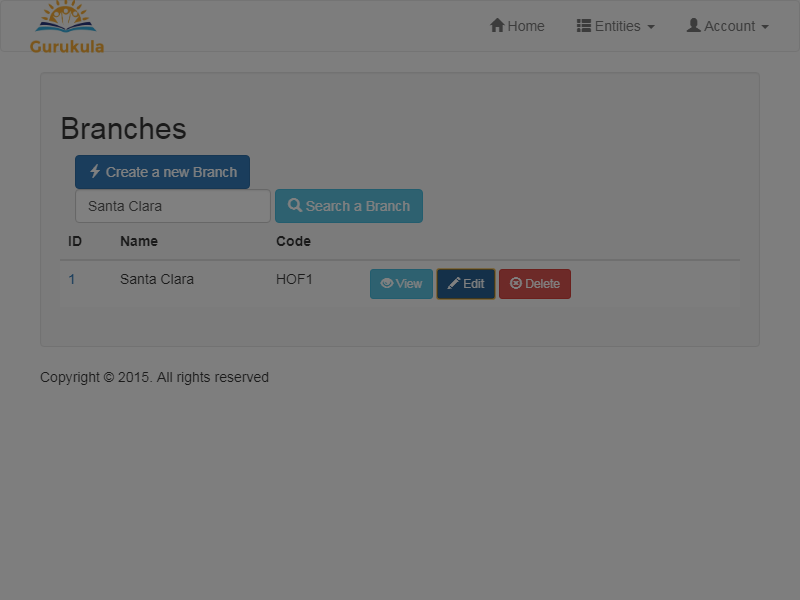 Gurukula
Home Entities Account
Branches
Create a new Branch
Santa Clara Search a Branch
ID Name Code
1 Santa Clara HOF1 View Edit Delete
Copyright © 2015. All rights reserved